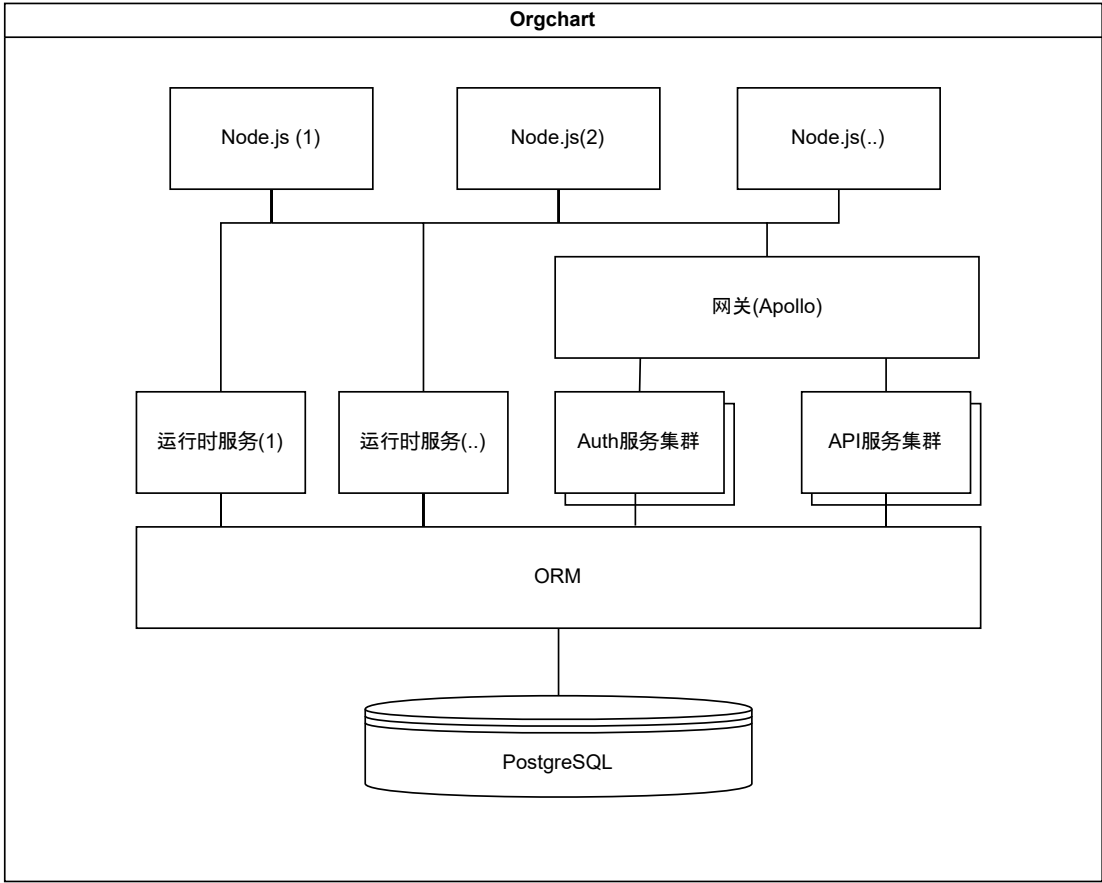 Orgchart
Node.js (1)
Node.js(2)
Node.js(..)
网关(Apollo)
运行时服务(1)
运行时服务(..)
Auth服务集群
API服务集群
ORM
PostgreSQL